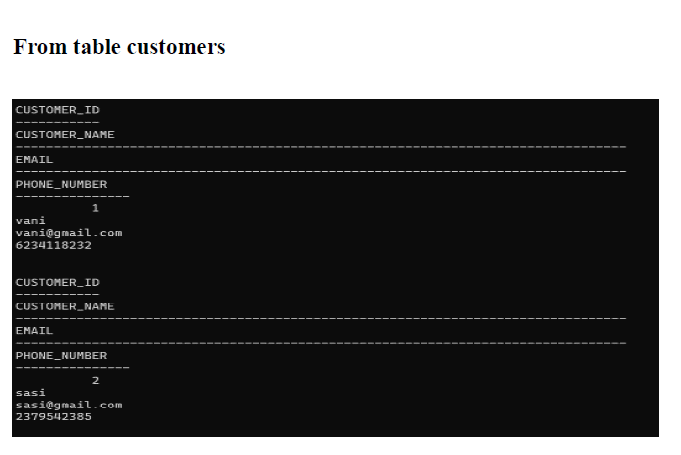 From table customers
CUSTOMER_ID
-----------
CUSTOMER_NAME
--------------------------------------------------------------------------------
EMAIL
--------------------------------------------------------------------------------
PHONE_NUMBER
---------------
1
vani
vani@gmail.com
6234118232
CUSTOMER_ID
-----------
CUSTOMER_NAME
--------------------------------------------------------------------------------
EMAIL
--------------------------------------------------------------------------------
PHONE_NUMBER
---------------
2
sasi
sasi@gmail.com
2379542385